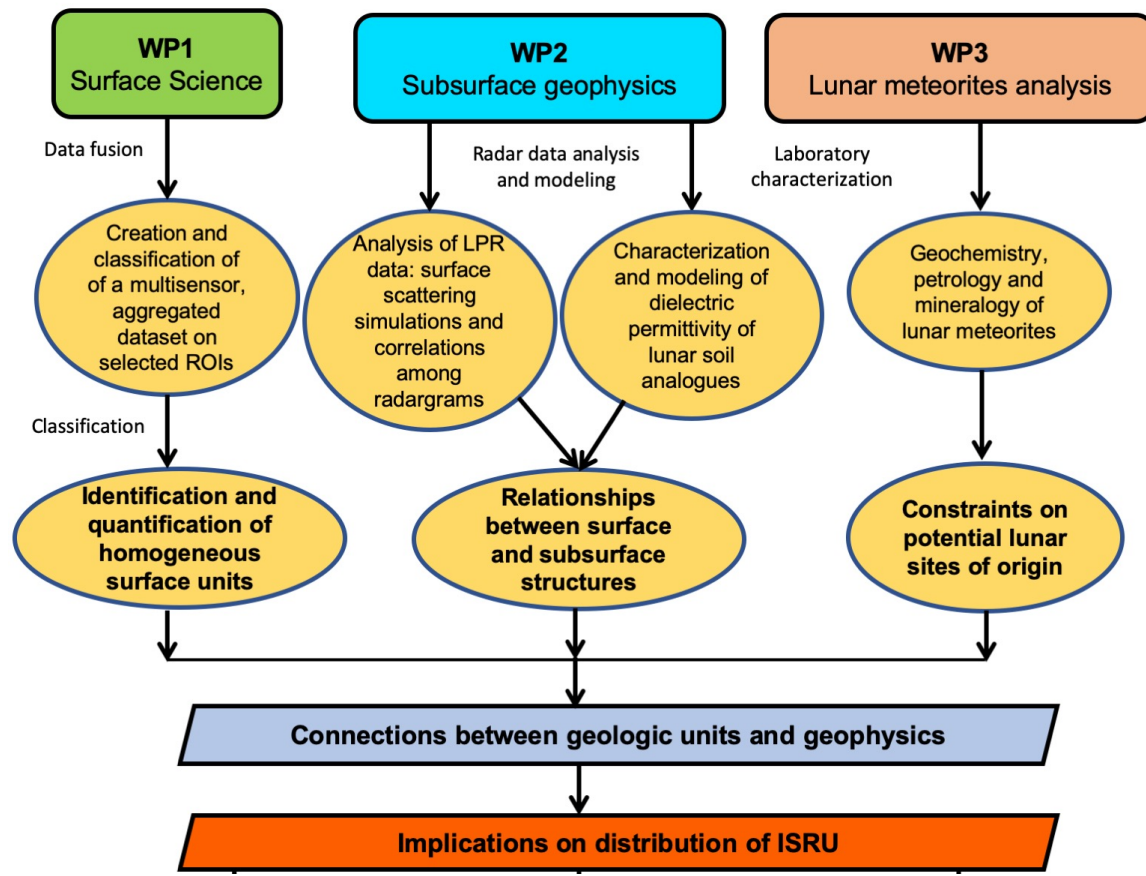 WP1
Surface Science
WP2
Subsurface geophysics
WP3
Lunar meteorites analysis
Data fusion
Radar data analysis
and modeling
Laboratory
characterization
Creation and
classification of
of a multisensor,
aggregated
dataset on
selected ROIs
Analysis of LPR
data: surface
scattering
simulations and
correlations
among
radargrams
Characterization
and modeling of
dielectric
permittivity of
lunar soil
analogues
Geochemistry,
petrology and
mineralogy of
lunar meteorites
Classification
Identification and
quantification of
homogeneous
surface units
Relationships
between surface
and subsurface
structures
Constraints on
potential lunar
sites of origin
Connections between geologic units and geophysics
Implications on distribution of ISRU